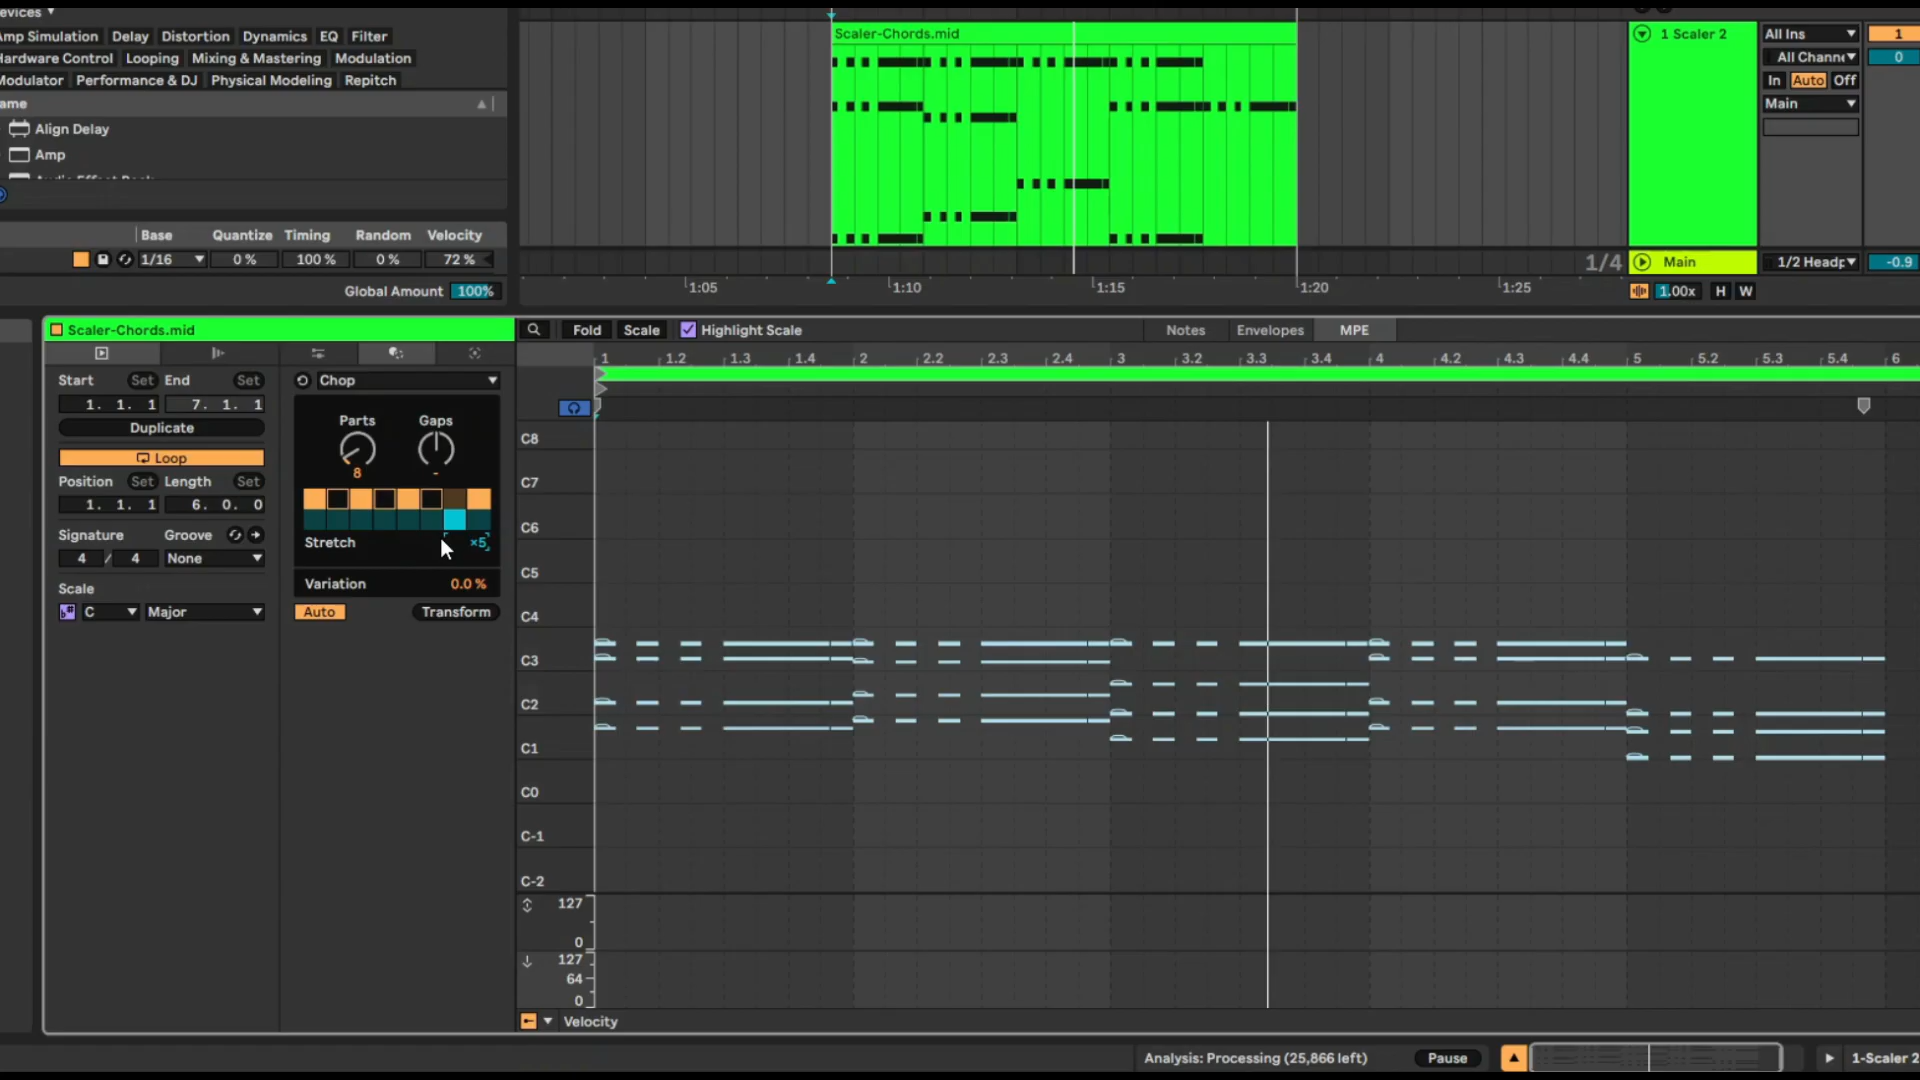 evices
Amp Simulation Delay Distortion Dynamics EQ Filter
Hardware Control Looping Mixing & Mastering Modulation
Modulator Performance & DJ Physical Modeling Repitch
ame
Align Delay
Amp
Base Quantize Timing Random Velocity
1/16 0 % 100 % 0 % 72 %
Global Amount 100%
Scaler-Chords.mid
1/4
1:05 1:10 1:15 1:20 1:25
1 Scaler 2
All Ins
1
All Channe
0
In Auto Off
Main
Main
1/2 Headp
-0.9
1.00x H W
Scaler-Chords.mid
Start Set End Set
1. 1. 1 7. 1. 1
Duplicate
Loop
Position Set Length Set
1. 1. 1 6. 0. 0
Signature Groove
4 / 4 None
Scale
C Major
Chop
Parts Gaps
8 -
Stretch ×5
Variation 0.0 %
Auto Transform
Fold Scale Highlight Scale
Notes Envelopes MPE
1 1.2 1.3 1.4 2 2.2 2.3 2.4 3 3.2 3.3 3.4 4 4.2 4.3 4.4 5 5.2 5.3 5.4 6
C8
C7
C6
C5
C4
C3
C2
C1
C0
C-1
C-2
127
0
127
64
0
Velocity
Analysis: Processing (25,866 left) Pause
1-Scaler 2